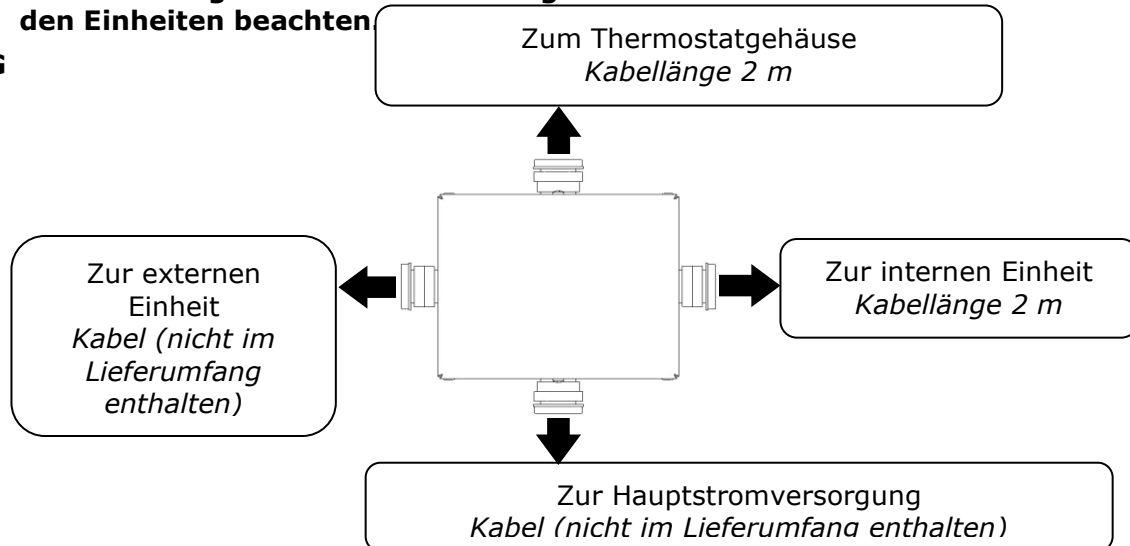 den Einheiten beachten.
G
Zum Thermostatgehäuse
Kabellänge 2 m
Zur externen
Einheit
Kabel (nicht im
Lieferumfang
enthalten)
Zur internen Einheit
Kabellänge 2 m
Zur Hauptstromversorgung
Kabel (nicht im Lieferumfang enthalten)